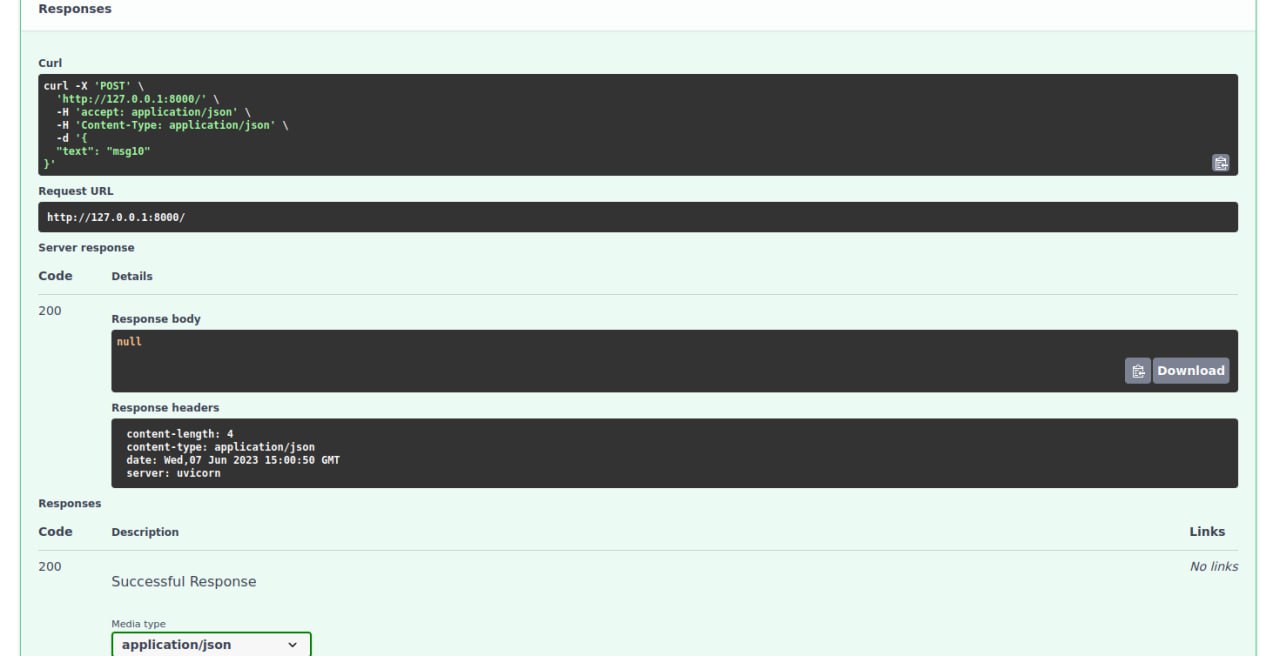 Responses
Curl
curl -X 'POST' \
  'http://127.0.0.1:8000/' \
  -H 'accept: application/json' \
  -H 'Content-Type: application/json' \
  -d '{
  "text": "msg10"
}'
Request URL
http://127.0.0.1:8000/
Server response
Code Details
200
Response body
null
Download
Response headers
content-length: 4
content-type: application/json
date: Wed,07 Jun 2023 15:00:50 GMT
server: uvicorn
Responses
Code Description Links
200 No links
Successful Response
Media type
application/json